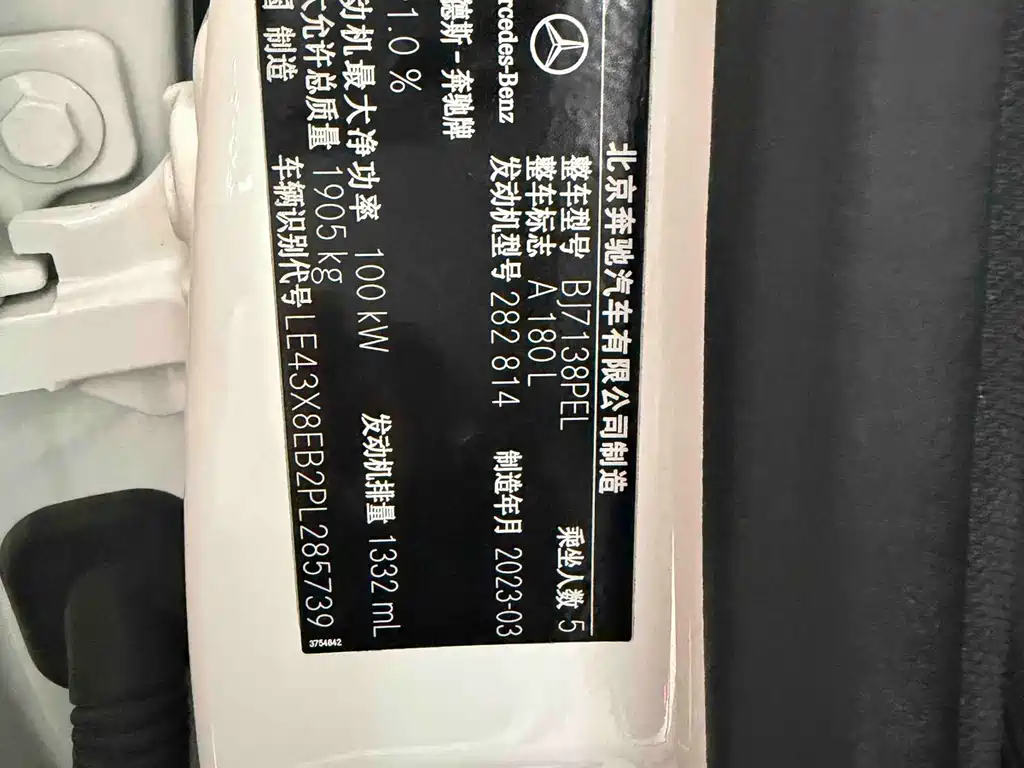 北京奔驰汽车有限公司制造
整车型号 BJ7138PEL 乘坐人数 5
整车标志 A 180 L
发动机型号 282 814 制造年月 2023-03
德斯-奔驰牌
1.0 %
动机最大净功率 100 kW 发动机排量 1332 mL
允许总质量 1905 kg
制造 车辆识别代号 LE43X8EB2PL285739
3754842